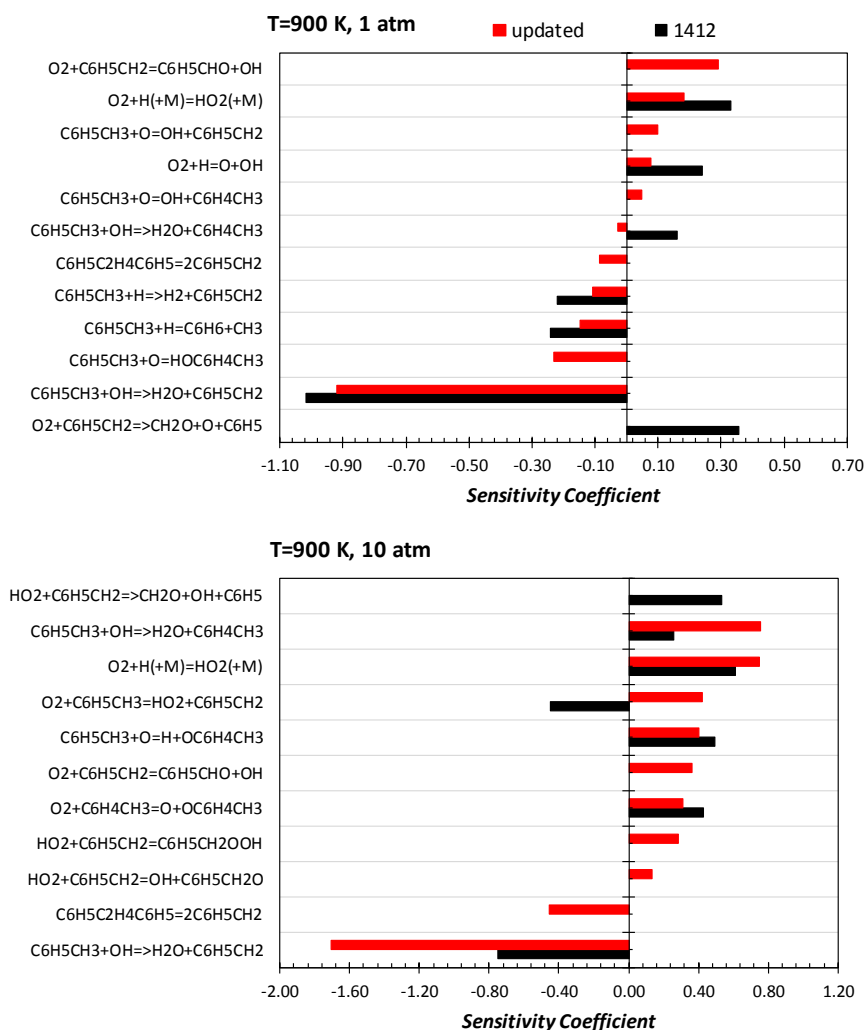 T=900 K, 1 atm
updated
1412
O2+C6H5CH2=C6H5CHO+OH
O2+H(+M)=HO2(+M)
C6H5CH3+O=OH+C6H5CH2
O2+H=O+OH
C6H5CH3+O=OH+C6H4CH3
C6H5CH3+OH=>H2O+C6H4CH3
C6H5C2H4C6H5=2C6H5CH2
C6H5CH3+H=>H2+C6H5CH2
C6H5CH3+H=C6H6+CH3
C6H5CH3+O=HOC6H4CH3
C6H5CH3+OH=>H2O+C6H5CH2
O2+C6H5CH2=>CH2O+O+C6H5
-1.10 -0.90 -0.70 -0.50 -0.30 -0.10 0.10 0.30 0.50 0.70
Sensitivity Coefficient
T=900 K, 10 atm
HO2+C6H5CH2=>CH2O+OH+C6H5
C6H5CH3+OH=>H2O+C6H4CH3
O2+H(+M)=HO2(+M)
O2+C6H5CH3=HO2+C6H5CH2
C6H5CH3+O=H+OC6H4CH3
O2+C6H5CH2=C6H5CHO+OH
O2+C6H4CH3=O+OC6H4CH3
HO2+C6H5CH2=C6H5CH2OOH
HO2+C6H5CH2=OH+C6H5CH2O
C6H5C2H4C6H5=2C6H5CH2
C6H5CH3+OH=>H2O+C6H5CH2
-2.00 -1.60 -1.20 -0.80 -0.40 0.00 0.40 0.80 1.20
Sensitivity Coefficient